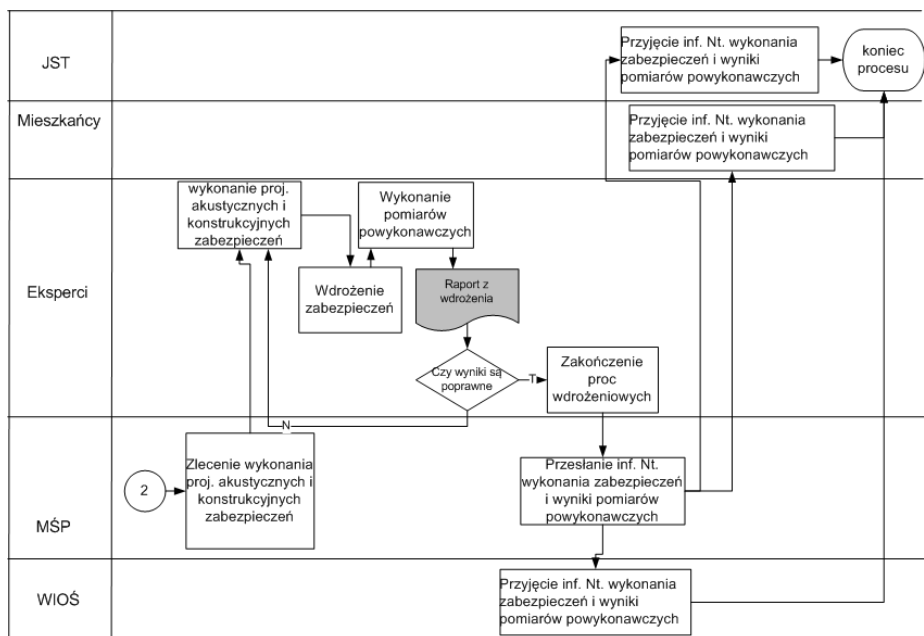 JST
Przyjęcie inf. Nt. wykonania
zabezpieczeń i wyniki
pomiarów powykonawczych
koniec
procesu
Mieszkańcy
Przyjęcie inf. Nt. wykonania
zabezpieczeń i wyniki
pomiarów powykonawczych
Eksperci
wykonanie proj.
akustycznych i
konstrukcyjnych
zabezpieczeń
Wykonanie
pomiarów
powykonawczych
Wdrożenie
zabezpieczeń
Raport z
wdrożenia
Czy wyniki są
poprawne
T
N
Zakończenie
proc
wdrożeniowych
MŚP
2
Zlecenie wykonania
proj. akustycznych i
konstrukcyjnych
zabezpieczeń
Przesłanie inf. Nt.
wykonania zabezpieczeń
i wyniki pomiarów
powykonawczych
WIOŚ
Przyjęcie inf. Nt. wykonania
zabezpieczeń i wyniki
pomiarów powykonawczych